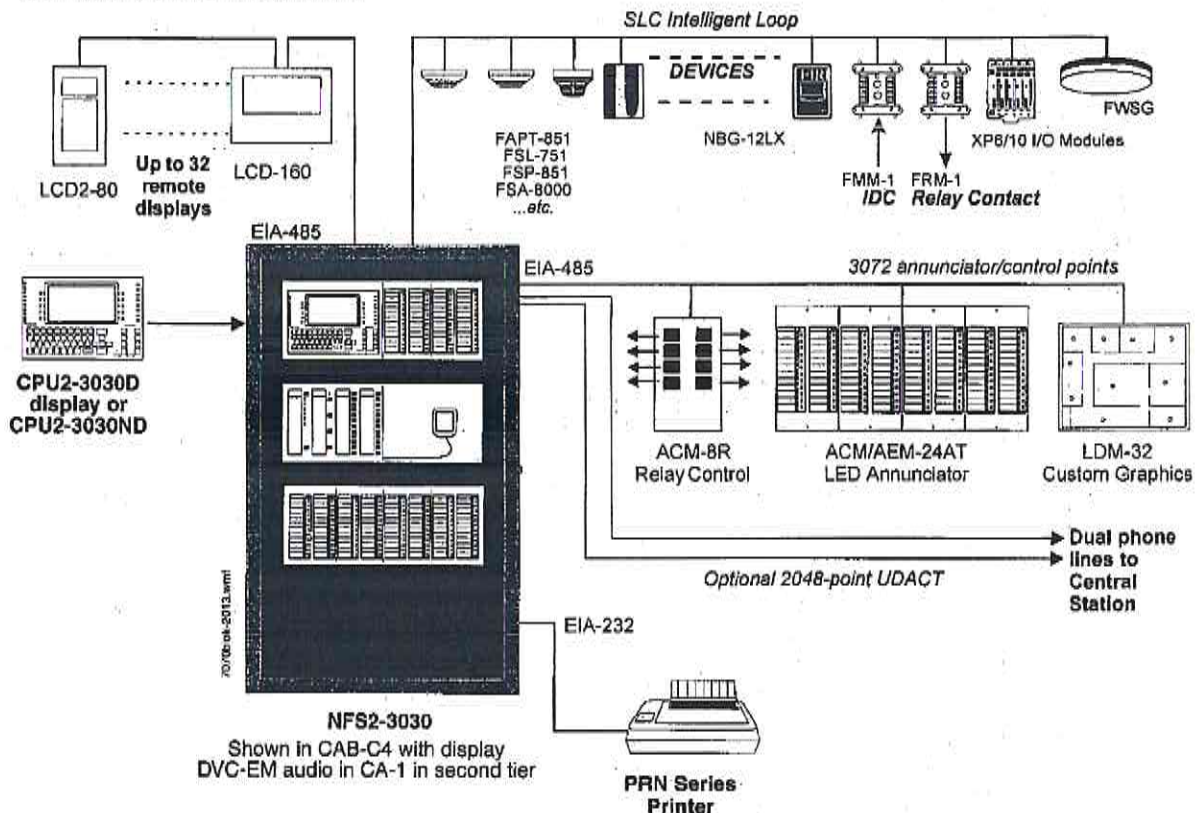 SLC Intelligent Loop
DEVICES
FWSG
FAPT-851
FSL-751
FSP-851
FSA-8000
...etc.
NBG-12LX
XP6/10 I/O Modules
FMM-1
IDC
FRM-1
Relay Contact
LCD2-80
Up to 32
remote
displays
LCD-160
EIA-485
EIA-485
3072 annunciator/control points
CPU2-3030D
display or
CPU2-3030ND
ACM-8R
Relay Control
ACM/AEM-24AT
LED Annunciator
LDM-32
Custom Graphics
Dual phone
lines to
Central
Station
Optional 2048-point UDACT
EIA-232
NFS2-3030
Shown in CAB-C4 with display
DVC-EM audio in CA-1 in second tier
PRN Series
Printer